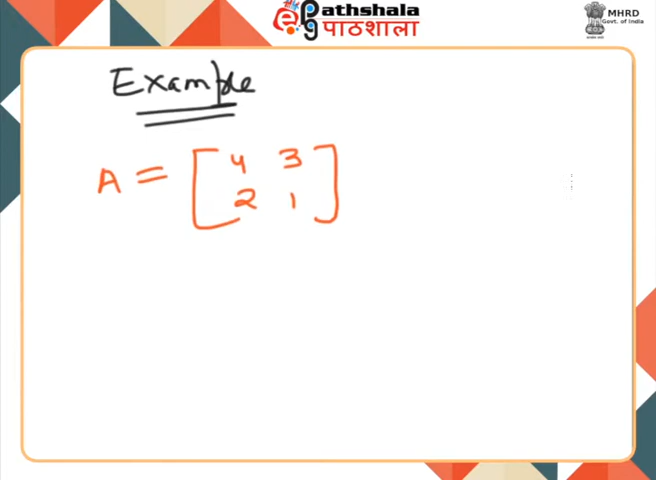 epathshala
पाठशाला
MHRD
Govt. of India
Example
A = [ 4 3
2 1 ]